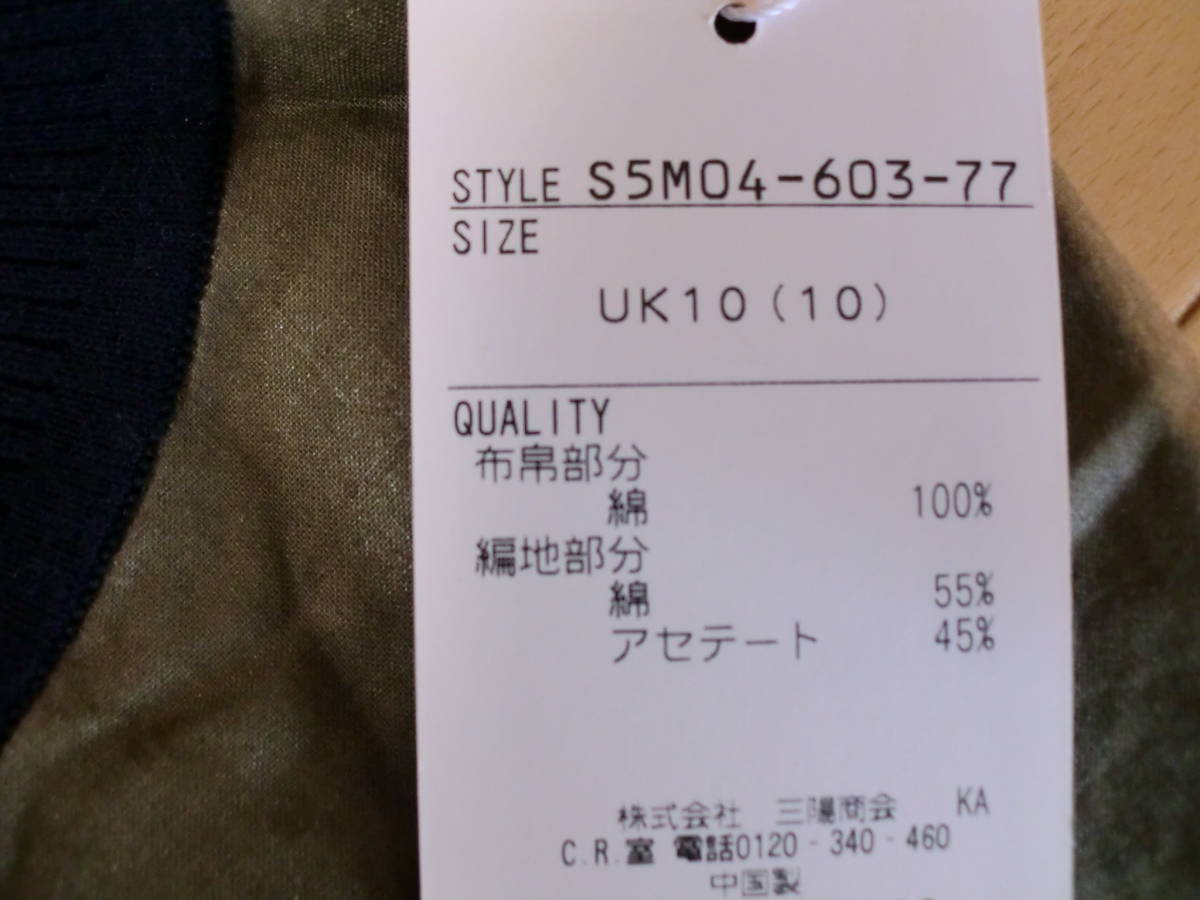 STYLE S5M04-603-77
SIZE
UK10(10)
QUALITY
布帛部分
綿 100%
編地部分
綿 55%
アセテート 45%
株式会社 三陽商会 KA
C.R.室 電話0120-340-460
中国製